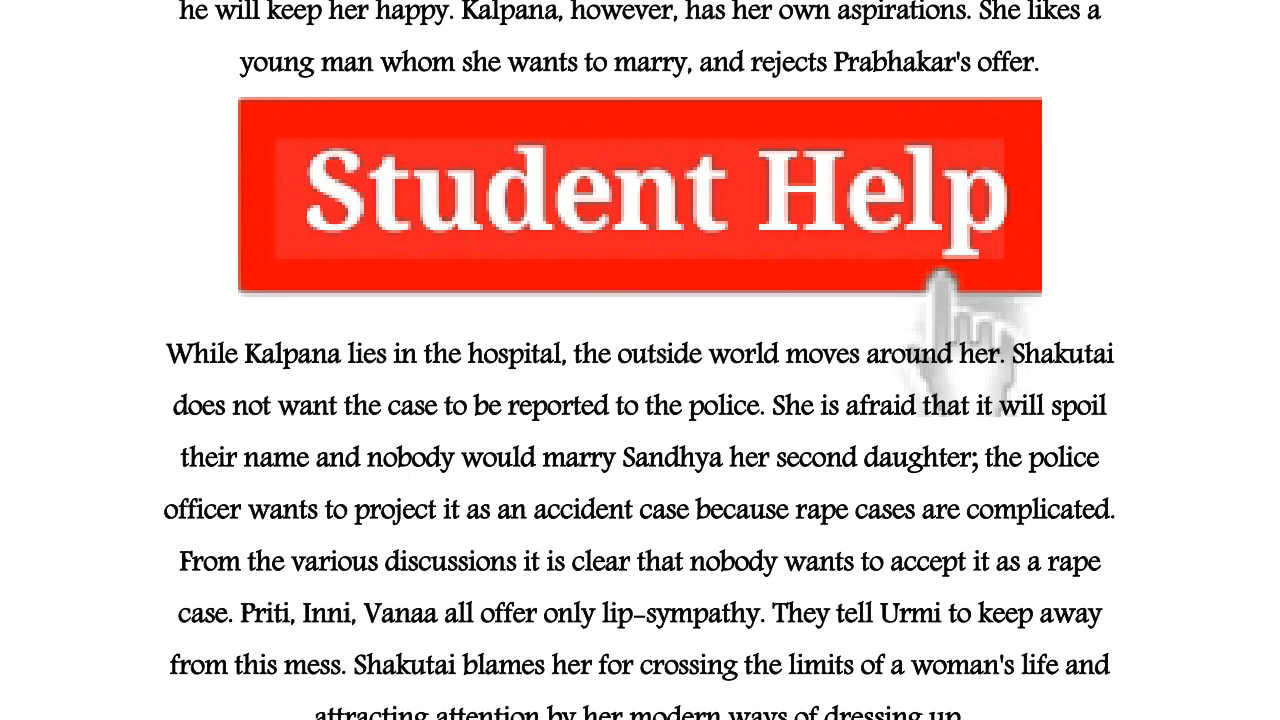 he will keep her happy. Kalpana, however, has her own aspirations. She likes a
young man whom she wants to marry, and rejects Prabhakar's offer.
Student Help
While Kalpana lies in the hospital, the outside world moves around her. Shakutai
does not want the case to be reported to the police. She is afraid that it will spoil
their name and nobody would marry Sandhya her second daughter; the police
officer wants to project it as an accident case because rape cases are complicated.
From the various discussions it is clear that nobody wants to accept it as a rape
case. Priti, Inni, Vanaa all offer only lip-sympathy. They tell Urmi to keep away
from this mess. Shakutai blames her for crossing the limits of a woman's life and
attracting attention by her modern ways of dressing up